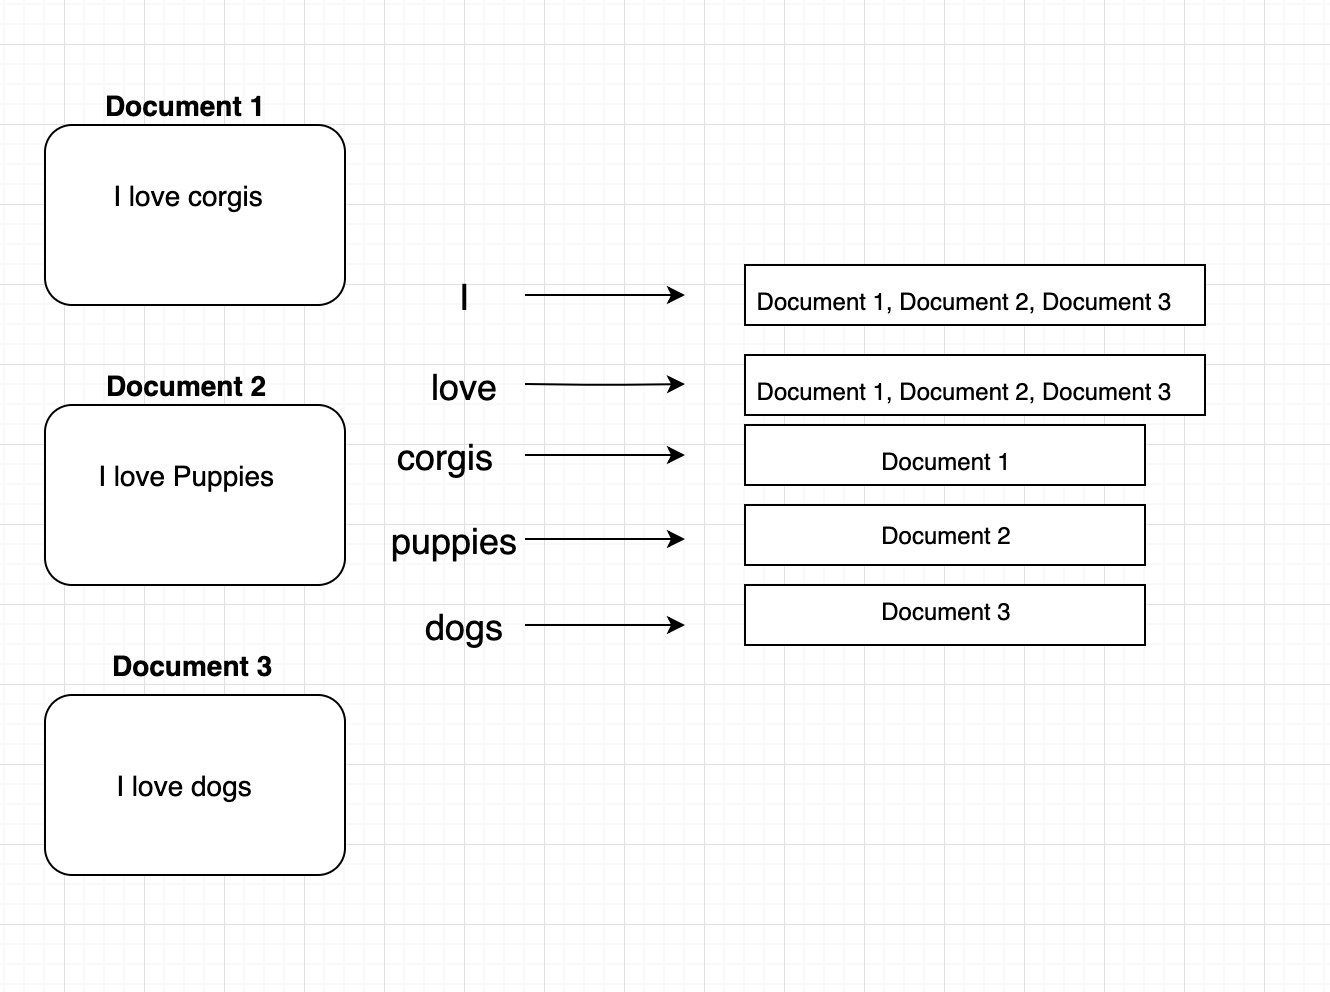 Document 1
I love corgis
Document 2
I love Puppies
Document 3
I love dogs
I
Document 1, Document 2, Document 3
love
Document 1, Document 2, Document 3
corgis
Document 1
puppies
Document 2
dogs
Document 3